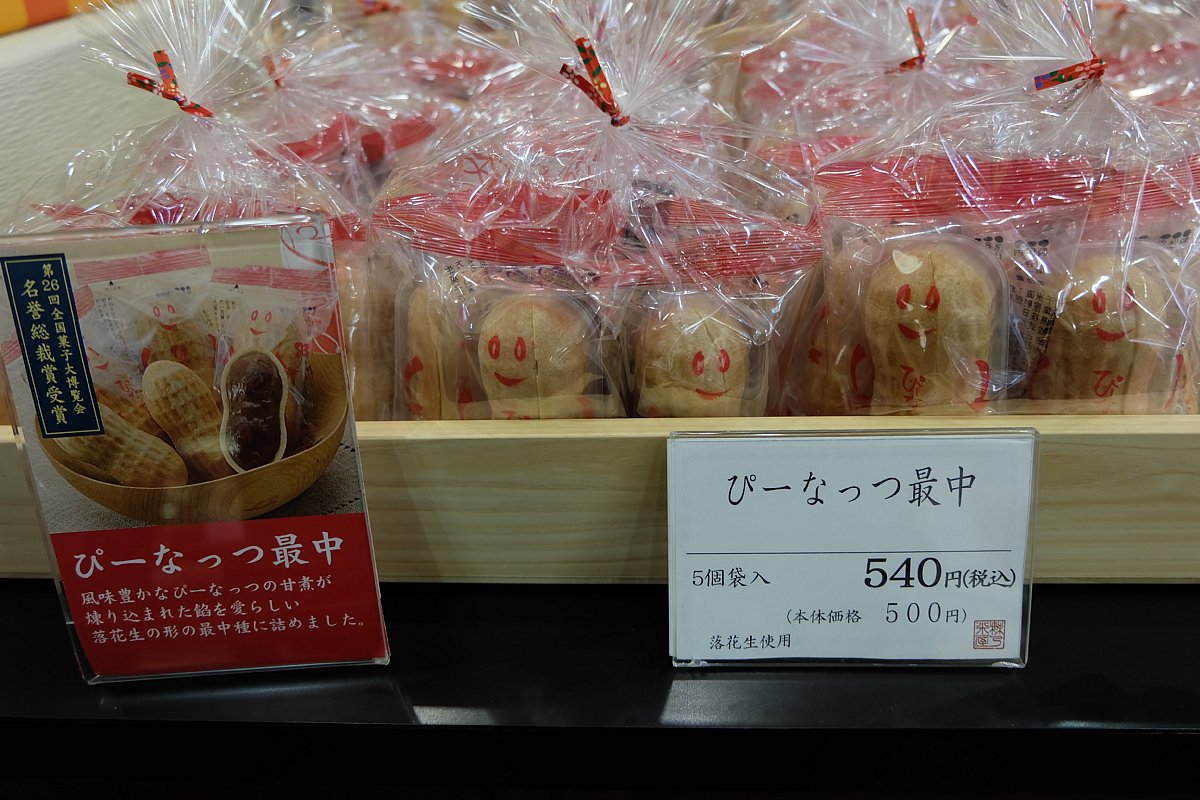 第26回全国菓子大博覧会
名誉総裁賞受賞
ぴーなっつ最中
風味豊かなぴーなっつの甘煮が
煉り込まれた餡を愛らしい
落花生の形の最中種に詰めました。
ぴーなっつ最中
5個袋入 540円(税込)
(本体価格 500円)
落花生使用